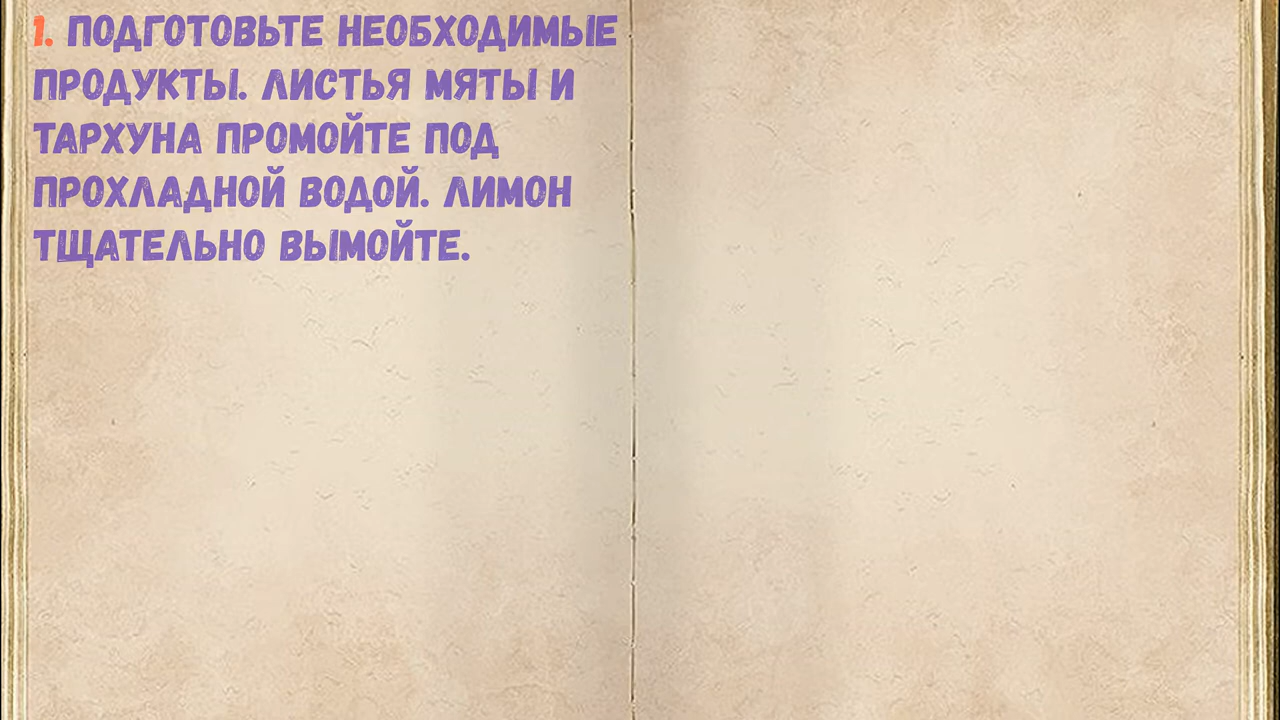 1. ПОДГОТОВЬТЕ НЕОБХОДИМЫЕ
ПРОДУКТЫ. ЛИСТЬЯ МЯТЫ И
ТАРХУНА ПРОМОЙТЕ ПОД
ПРОХЛАДНОЙ ВОДОЙ. ЛИМОН
ТЩАТЕЛЬНО ВЫМОЙТЕ.